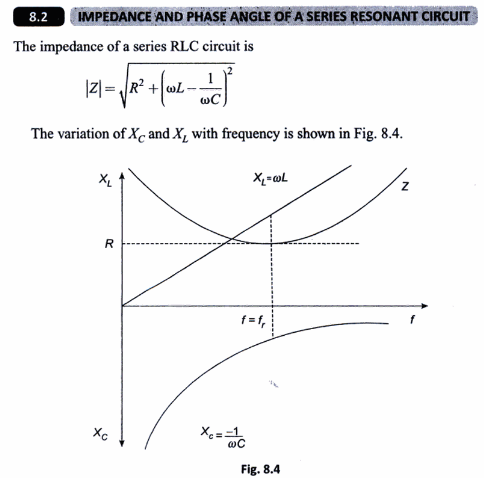 8.2 IMPEDANCE AND PHASE ANGLE OF A SERIES RESONANT CIRCUIT
The impedance of a series RLC circuit is
|Z| = √(R² + (ωL − 1/ωC)²)
The variation of X_C and X_L with frequency is shown in Fig. 8.4.
X_L
X_L = ωL
Z
R
f = f_r
f
X_C
X_c = −1/ωC
Fig. 8.4